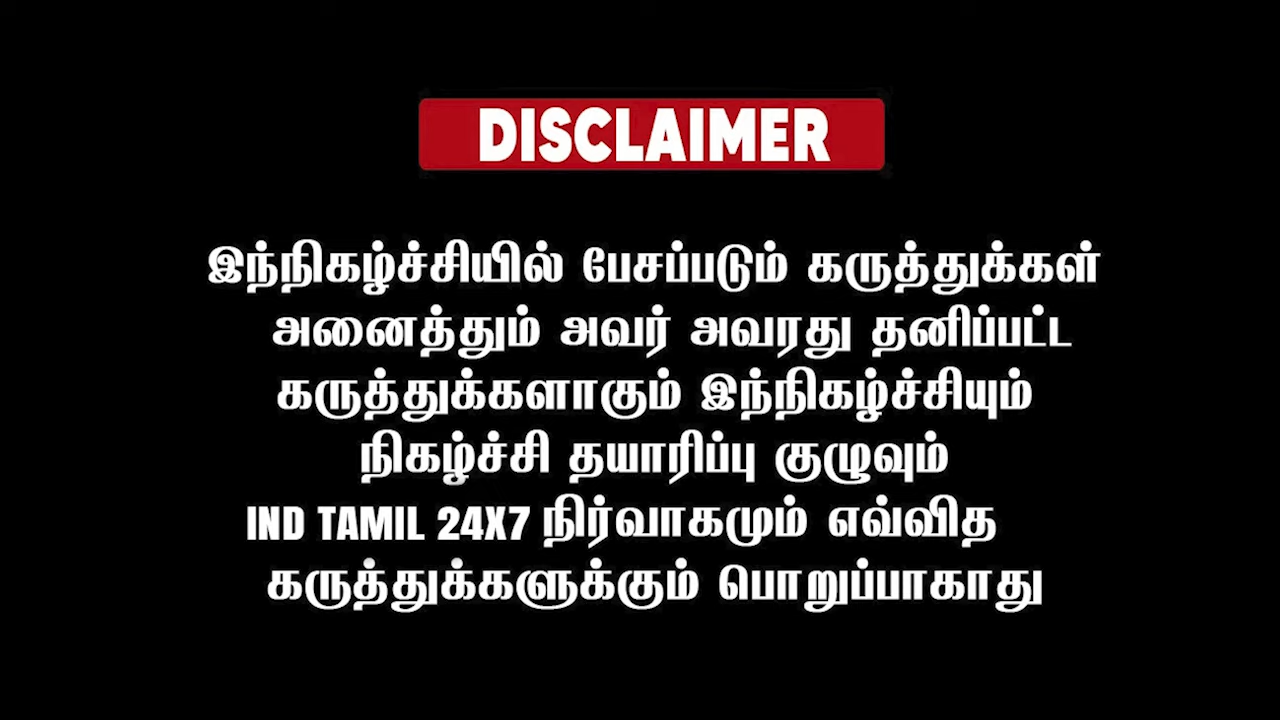 DISCLAIMER
இந்நிகழ்ச்சியில் பேசப்படும் கருத்துக்கள்
அனைத்தும் அவர் அவரது தனிப்பட்ட
கருத்துக்களாகும் இந்நிகழ்ச்சியும்
நிகழ்ச்சி தயாரிப்பு குழுவும்
IND TAMIL 24X7 நிர்வாகமும் எவ்வித
கருத்துக்களுக்கும் பொறுப்பாகாது